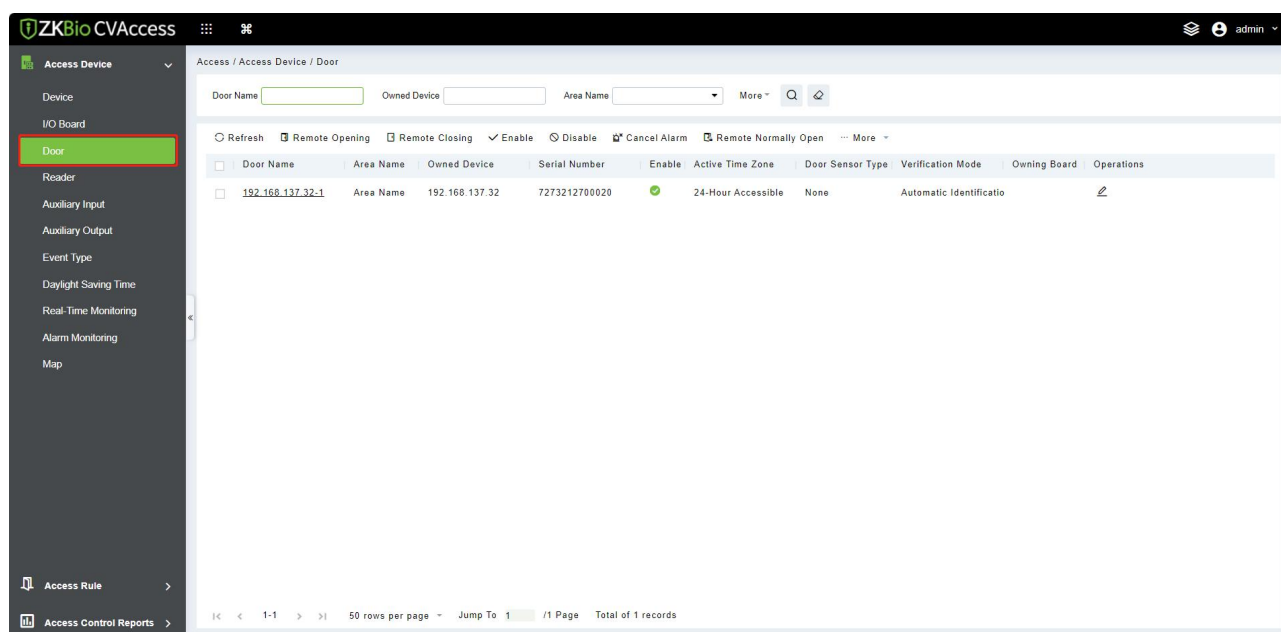 ZKBio CVAccess
admin
Access Device
Device
I/O Board
Door
Reader
Auxiliary Input
Auxiliary Output
Event Type
Daylight Saving Time
Real-Time Monitoring
Alarm Monitoring
Map
Access Rule
Access Control Reports
Access / Access Device / Door
Door Name Owned Device Area Name More
Refresh Remote Opening Remote Closing Enable Disable Cancel Alarm Remote Normally Open ··· More
Door Name Area Name Owned Device Serial Number Enable Active Time Zone Door Sensor Type Verification Mode Owning Board Operations
192.168.137.32-1 Area Name 192.168.137.32 7273212700020 24-Hour Accessible None Automatic Identificatio
1-1 50 rows per page Jump To 1 /1 Page Total of 1 records